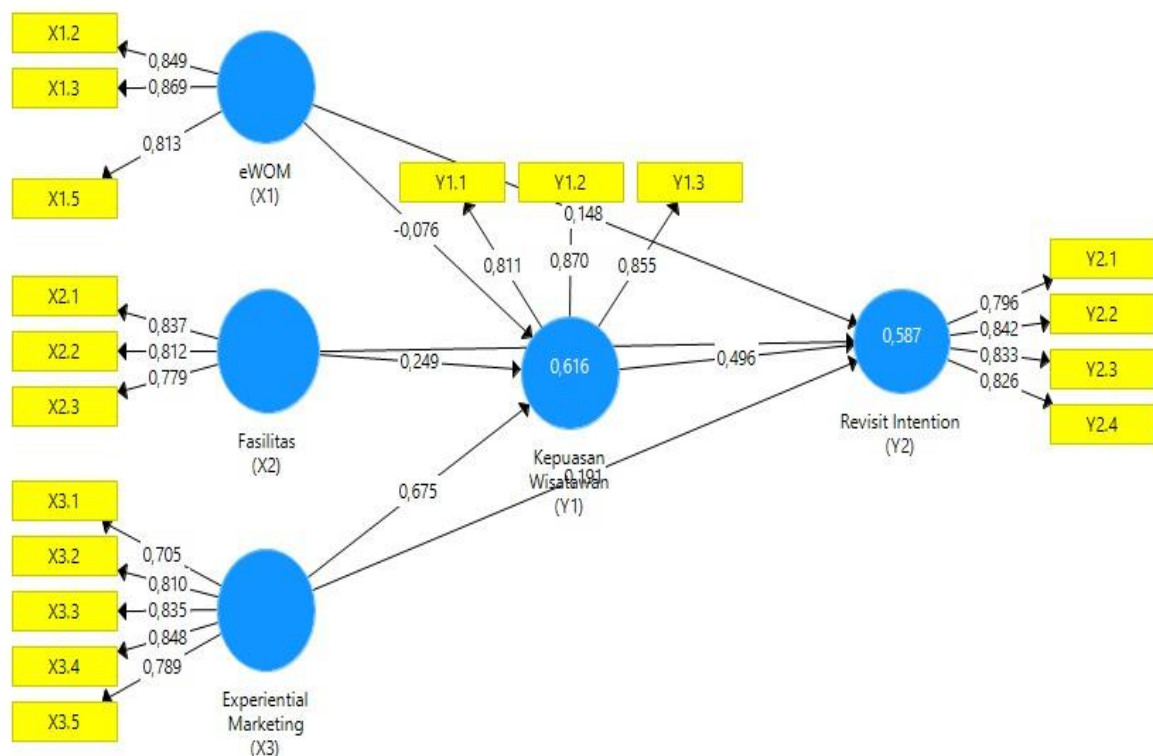 X1.2
X1.3
X1.5
0,849
0,869
0,813
eWOM
(X1)
Y1.1
Y1.2
Y1.3
0,148
-0,076
0,811
0,870
0,855
X2.1
X2.2
X2.3
0,837
0,812
0,779
Fasilitas
(X2)
0,249
0,616
0,496
Kepuasan
Wisatawan
(Y1)
0,587
Revisit Intention
(Y2)
0,796
0,842
0,833
0,826
Y2.1
Y2.2
Y2.3
Y2.4
0,675
0,191
X3.1
X3.2
X3.3
X3.4
X3.5
0,705
0,810
0,835
0,848
0,789
Experiential
Marketing
(X3)